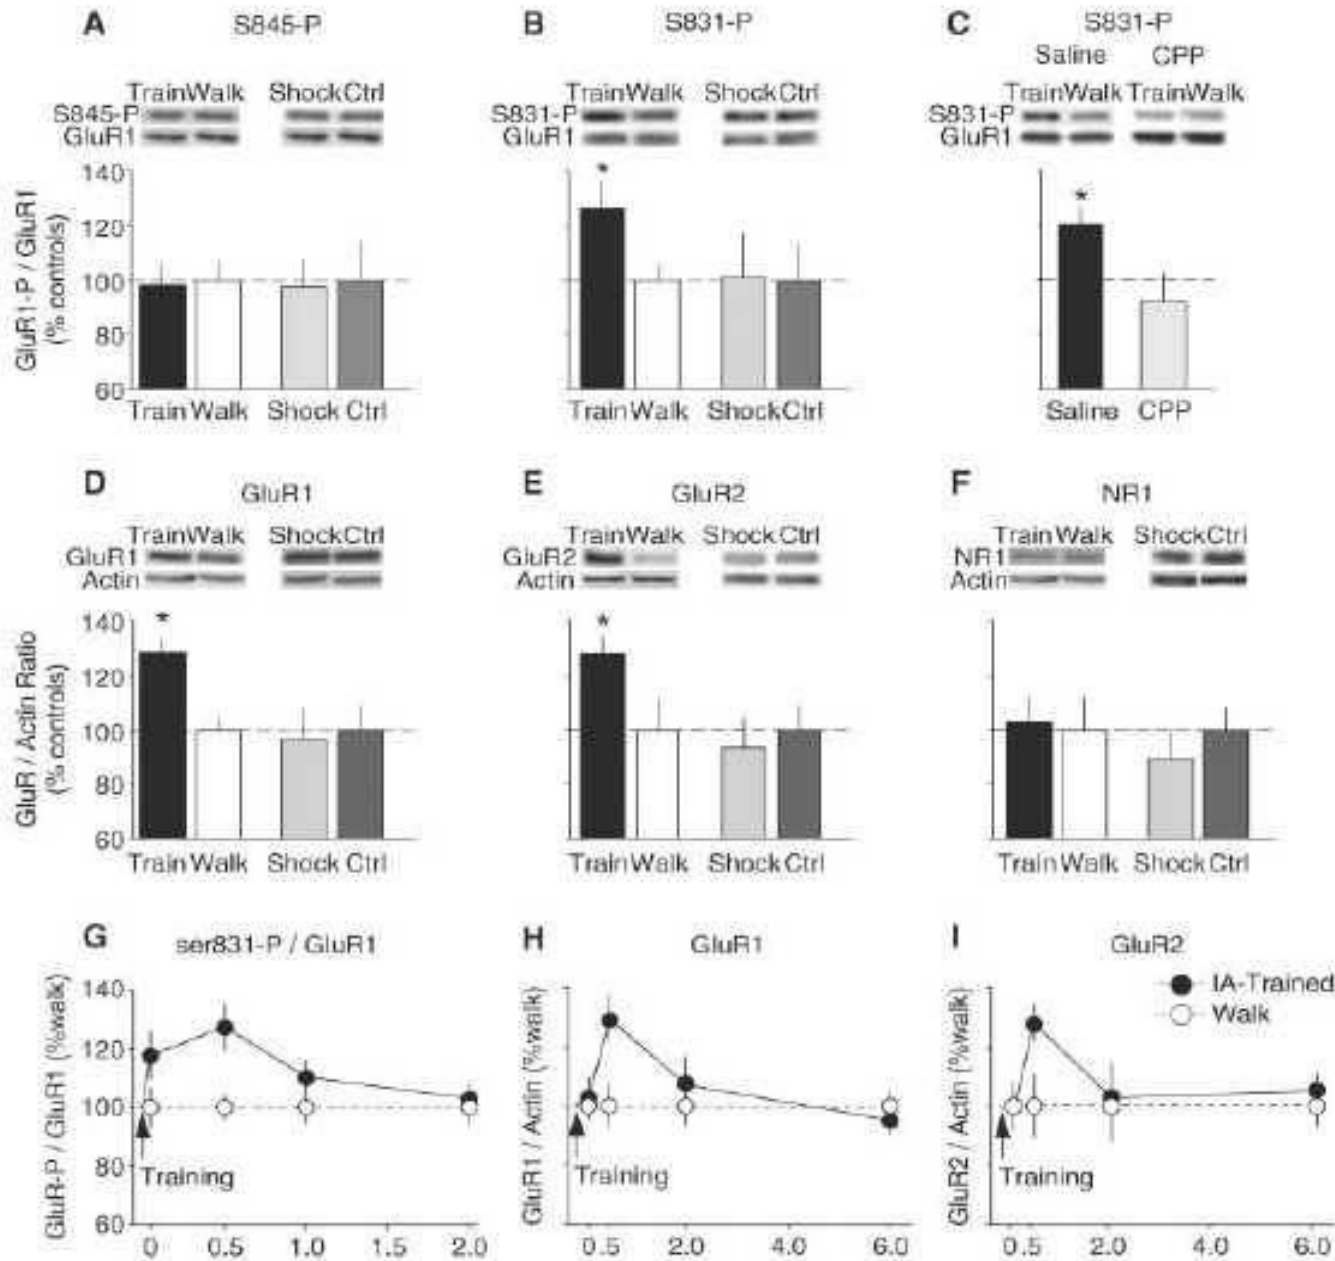 A S845-P B S831-P C S831-P
Saline CPP
Train Walk Shock Ctrl Train Walk Shock Ctrl Train Walk Train Walk
S845-P S831-P S831-P
GluR1 GluR1 GluR1
GluR1-P / GluR1
(% controls)
140
120
100
80
60
Train Walk Shock Ctrl Train Walk Shock Ctrl Saline CPP
* * 
D GluR1 E GluR2 F NR1
Train Walk Shock Ctrl Train Walk Shock Ctrl Train Walk Shock Ctrl
GluR1 GluR2 NR1
Actin Actin Actin
GluR / Actin Ratio
(% controls)
140
120
100
80
60
* *
Train Walk Shock Ctrl Train Walk Shock Ctrl Train Walk Shock Ctrl
G ser831-P / GluR1 H GluR1 I GluR2
GluR-P / GluR1 (%walk)
140
120
100
80
60
Training
0 0.5 1.0 1.5 2.0
GluR1 / Actin (%walk)
Training
0.5 2.0 4.0 6.0
GluR2 / Actin (%walk)
IA-Trained
Walk
Training
0.5 2.0 4.0 6.0